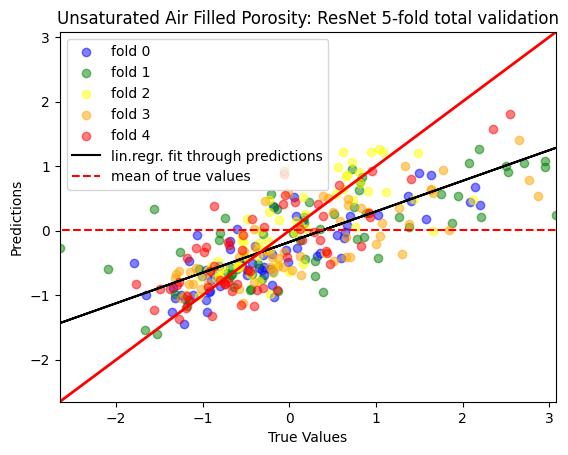 Unsaturated Air Filled Porosity: ResNet 5-fold total validation
3
2
1
0
−1
−2
Predictions
fold 0
fold 1
fold 2
fold 3
fold 4
lin.regr. fit through predictions
mean of true values
−2
−1
0
1
2
3
True Values